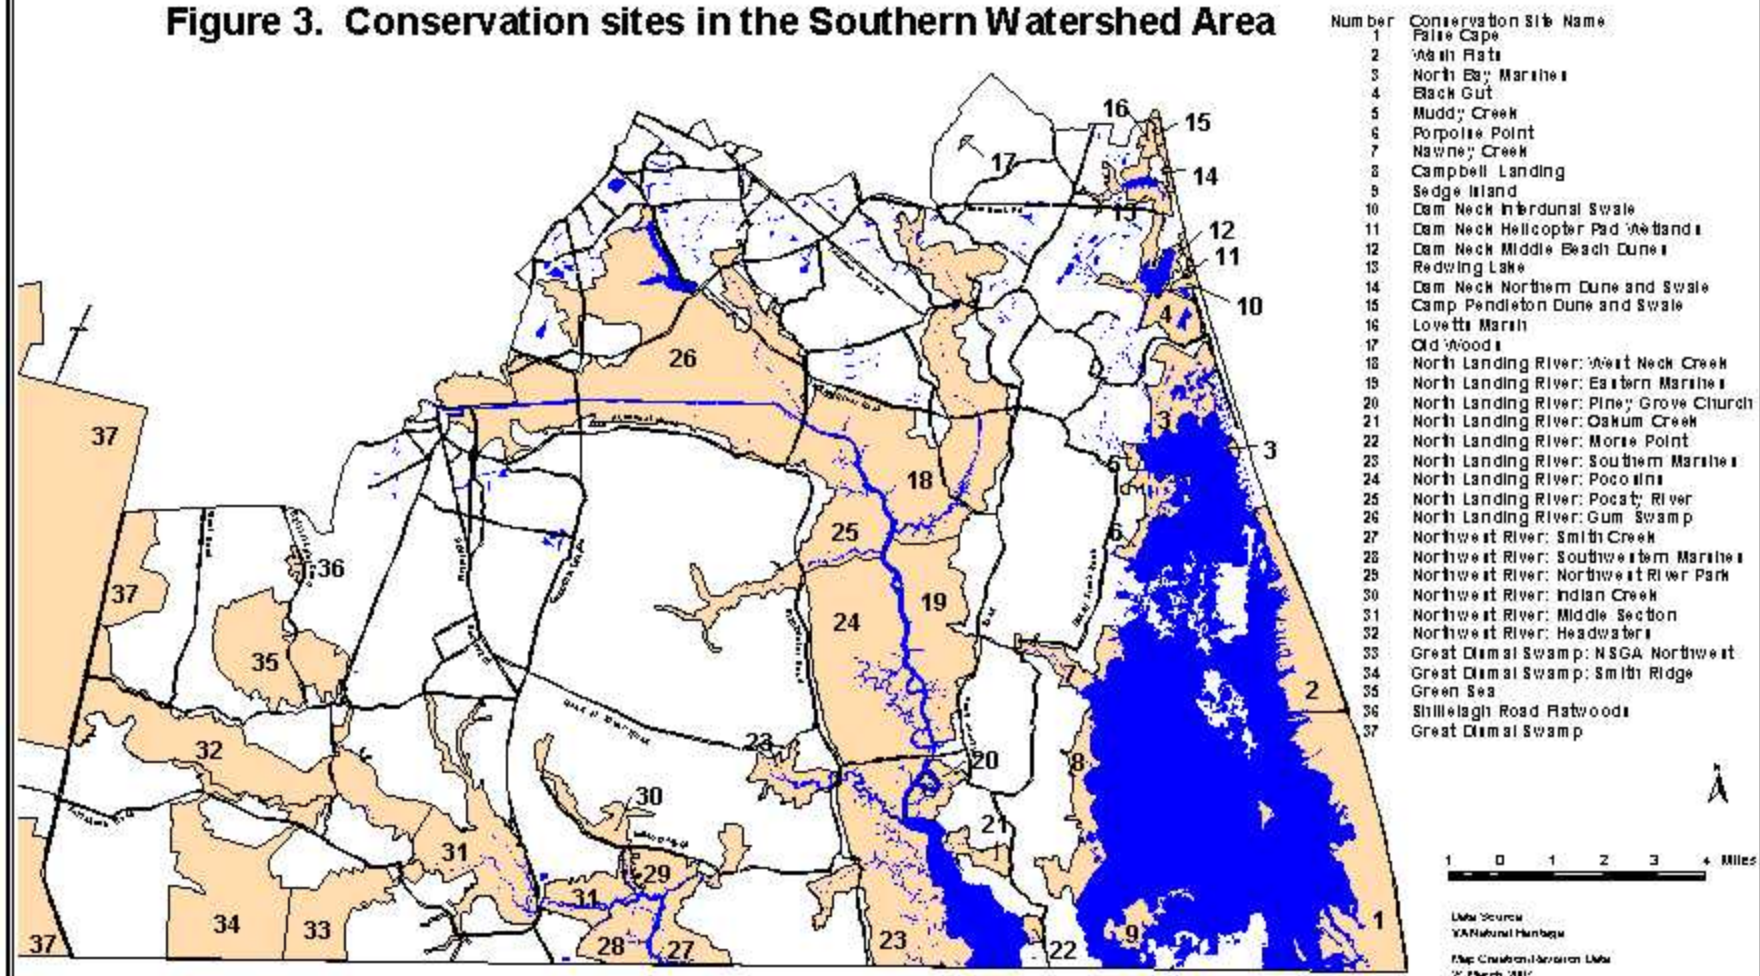 Figure 3. Conservation sites in the Southern Watershed Area
Number Conservation Site Name
1 False Cape
2 Wash Flats
3 North Bay Marshes
4 Black Gut
5 Muddy Creek
6 Porpoise Point
7 Nawney Creek
8 Campbell Landing
9 Sedge Island
10 Dam Neck Interdunal Swale
11 Dam Neck Helicopter Pad Wetlands
12 Dam Neck Middle Beach Dunes
13 Redwing Lake
14 Dam Neck Northern Dune and Swale
15 Camp Pendleton Dune and Swale
16 Lovetts Marsh
17 Old Woods
18 North Landing River: West Neck Creek
19 North Landing River: Eastern Marshes
20 North Landing River: Piney Grove Church
21 North Landing River: Oakum Creek
22 North Landing River: Morse Point
23 North Landing River: Southern Marshes
24 North Landing River: Pocosins
25 North Landing River: Pocaty River
26 North Landing River: Gum Swamp
27 Northwest River: Smith Creek
28 Northwest River: Southwestern Marshes
29 Northwest River: Northwest River Park
30 Northwest River: Indian Creek
31 Northwest River: Middle Section
32 Northwest River: Headwaters
33 Great Dismal Swamp: NSGA Northwest
34 Great Dismal Swamp: Smith Ridge
35 Green Sea
36 Shillelagh Road Flatwoods
37 Great Dismal Swamp
16
15
17
14
13
12
11
10
4
26
37
3
3
18
5
25
6
36
37
19
24
35
7
2
32
23
20
8
30
21
31
29
31
34
33
28
27
23
22
9
1
37
N
1 0 1 2 3 4 Miles
Data Source
VA Natural Heritage
Map Creation/Revision Date